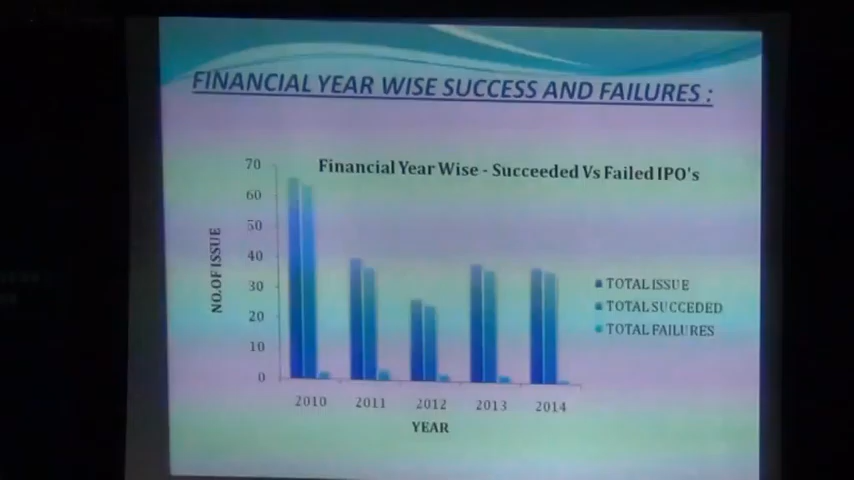 FINANCIAL YEAR WISE SUCCESS AND FAILURES :
Financial Year Wise - Succeeded Vs Failed IPO's
70
60
50
40
30
20
10
0
NO.OF ISSUE
2010 2011 2012 2013 2014
YEAR
TOTAL ISSUE
TOTAL SUCCEDED
TOTAL FAILURES